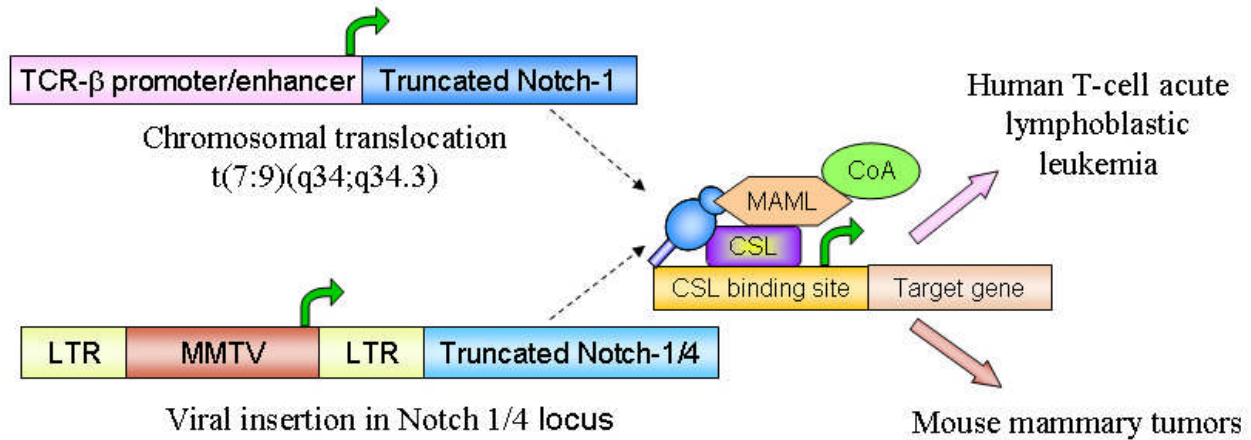 TCR-β promoter/enhancer Truncated Notch-1
Chromosomal translocation
t(7:9)(q34;q34.3)
Human T-cell acute
lymphoblastic
leukemia
CoA
MAML
CSL
CSL binding site Target gene
LTR MMTV LTR Truncated Notch-1/4
Viral insertion in Notch 1/4 locus
Mouse mammary tumors